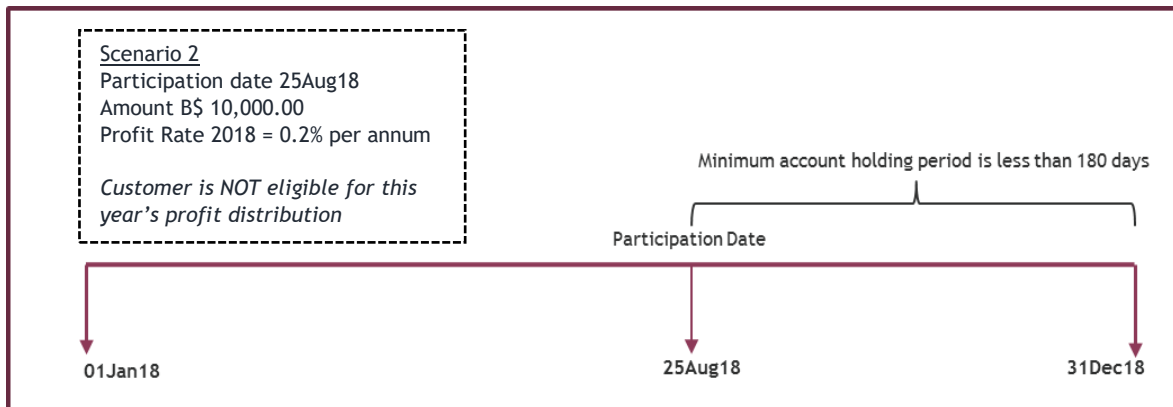 Scenario 2
Participation date 25Aug18
Amount B$ 10,000.00
Profit Rate 2018 = 0.2% per annum
Customer is NOT eligible for this
year’s profit distribution
Minimum account holding period is less than 180 days
Participation Date
01Jan18
25Aug18
31Dec18